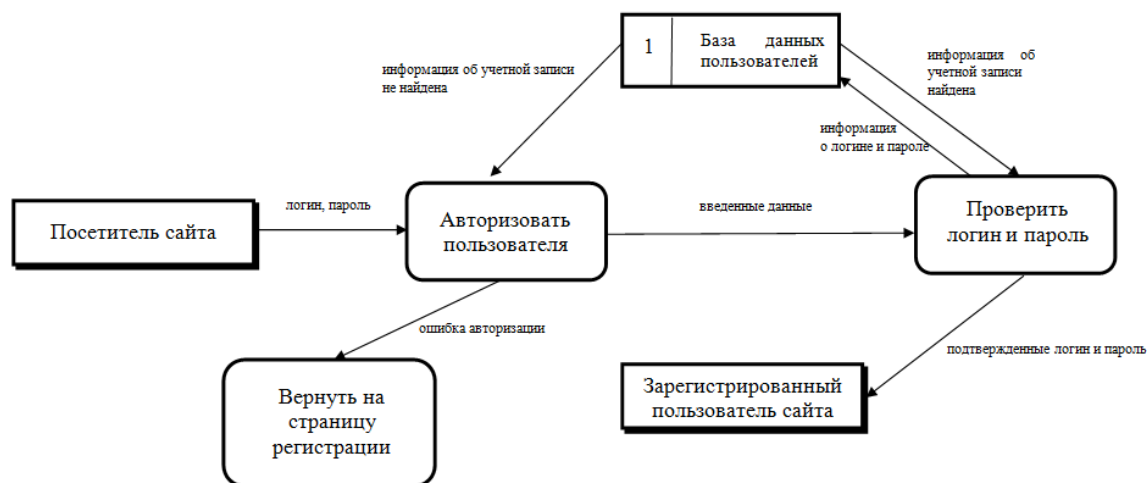 1
База данных
пользователей
информация об учетной записи
не найдена
информация об
учетной записи
найдена
информация
о логине и пароле
Посетитель сайта
логин, пароль
Авторизовать
пользователя
введенные данные
Проверить
логин и пароль
ошибка авторизации
подтвержденные логин и пароль
Вернуть на
страницу
регистрации
Зарегистрированный
пользователь сайта